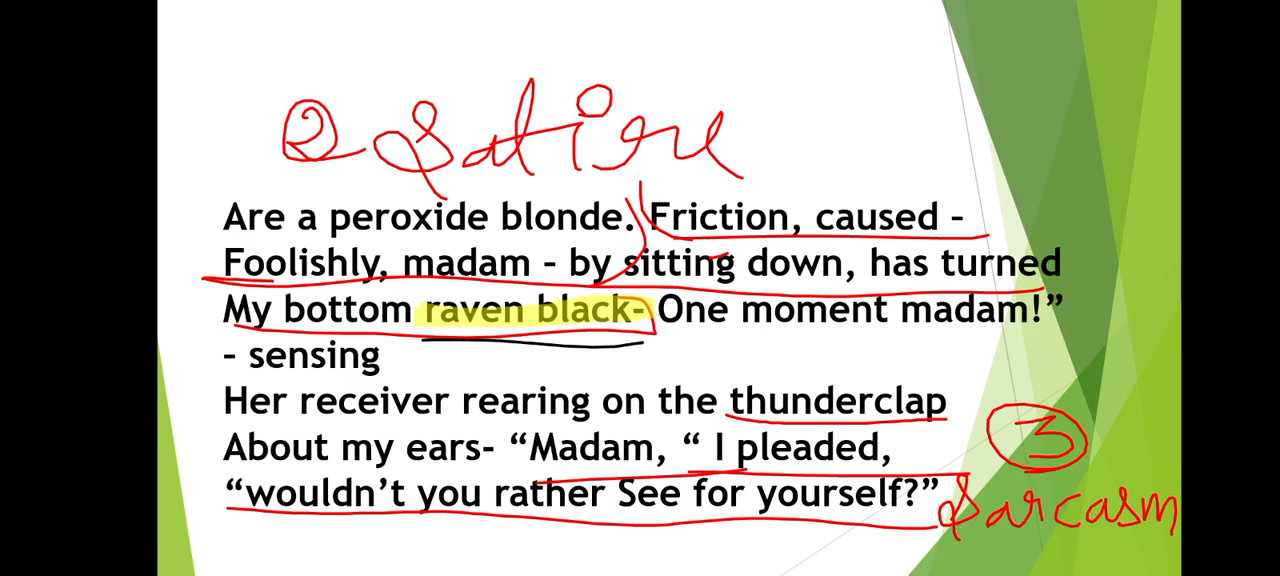 ② Satire
Are a peroxide blonde. Friction, caused –
Foolishly, madam – by sitting down, has turned
My bottom raven black- One moment madam!”
– sensing
Her receiver rearing on the thunderclap
About my ears- “Madam, “ I pleaded,
“wouldn’t you rather See for yourself?”
③
Sarcasm